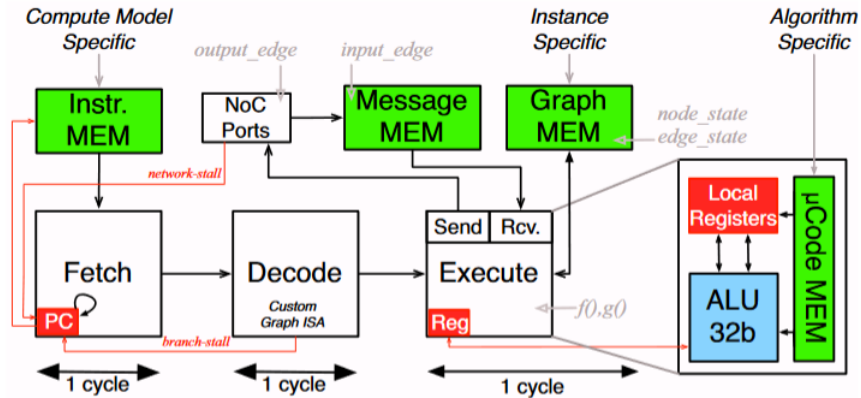 Compute Model
Specific
Instance
Specific
Algorithm
Specific
output_edge
input_edge
Instr.
MEM
NoC
Ports
Message
MEM
Graph
MEM
node_state
edge_state
network-stall
Send
Rcv.
Local
Registers
µCode MEM
Fetch
Decode
Execute
Custom
Graph ISA
f(),g()
ALU
32b
PC
Reg
branch-stall
1 cycle
1 cycle
1 cycle